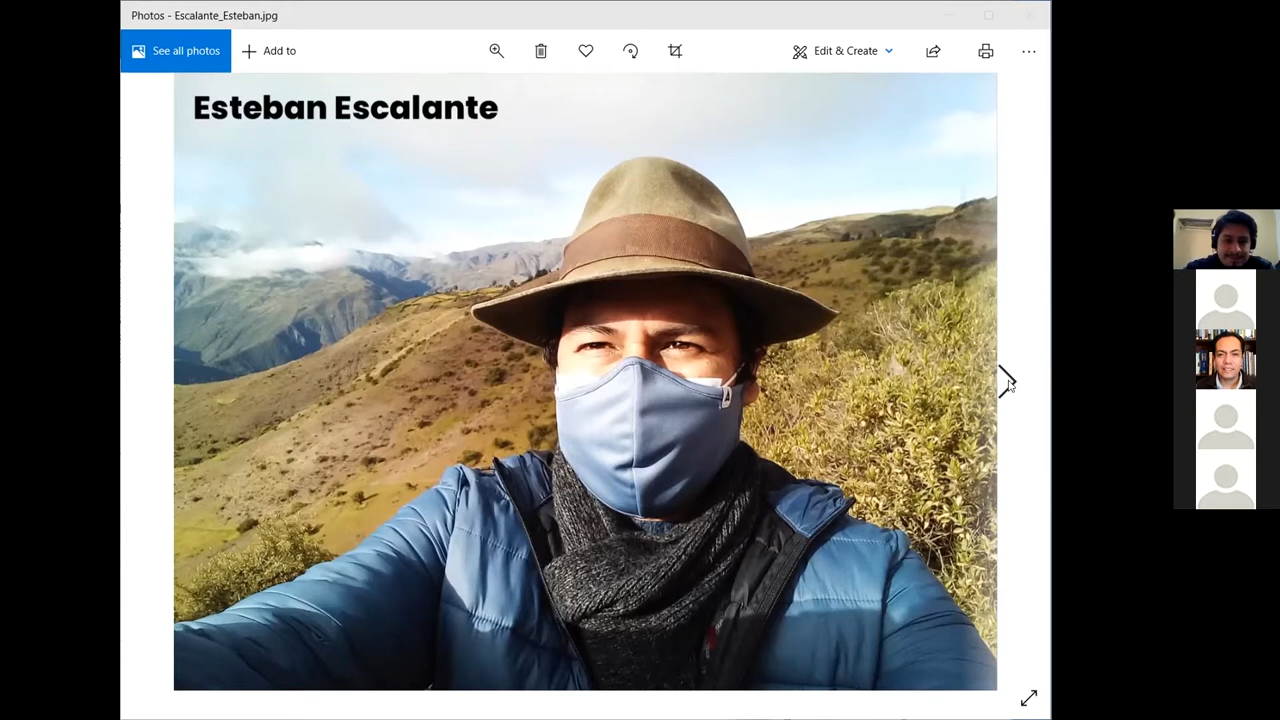 Photos - Escalante_Esteban.jpg
See all photos
Add to
Edit & Create
Esteban Escalante